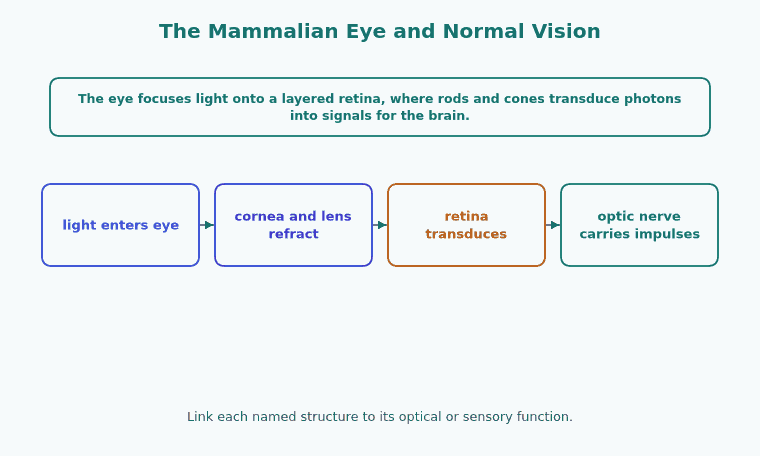 The Mammalian Eye and Normal Vision
The eye focuses light onto a layered retina, where rods and cones transduce photons
into signals for the brain.
light enters eye
cornea and lens
refract
retina
transduces
optic nerve
carries impulses
Link each named structure to its optical or sensory function.